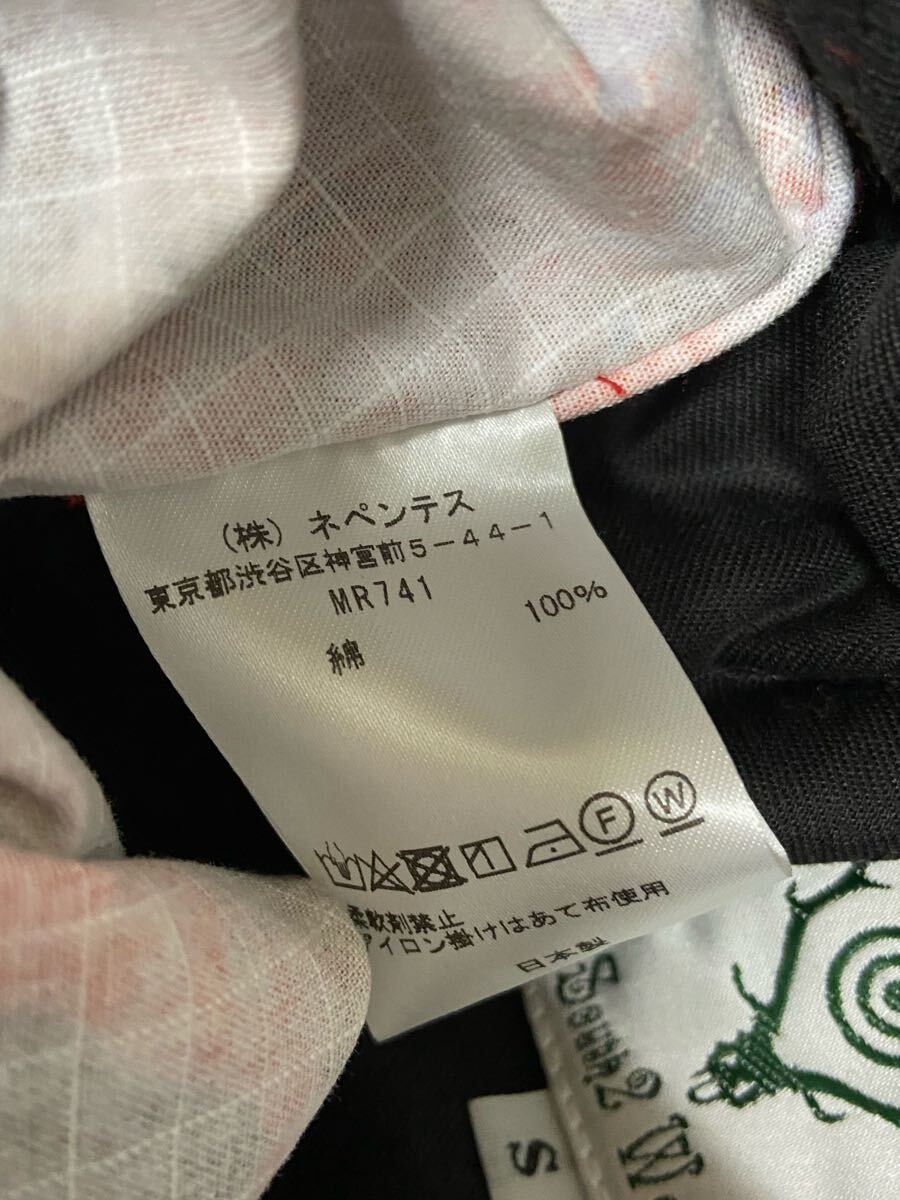 (株) ネペンテス
東京都渋谷区神宮前5-44-1
MR741
綿 100%
F W
柔軟剤禁止
アイロン掛けはあて布使用
日本製
South2 W
S